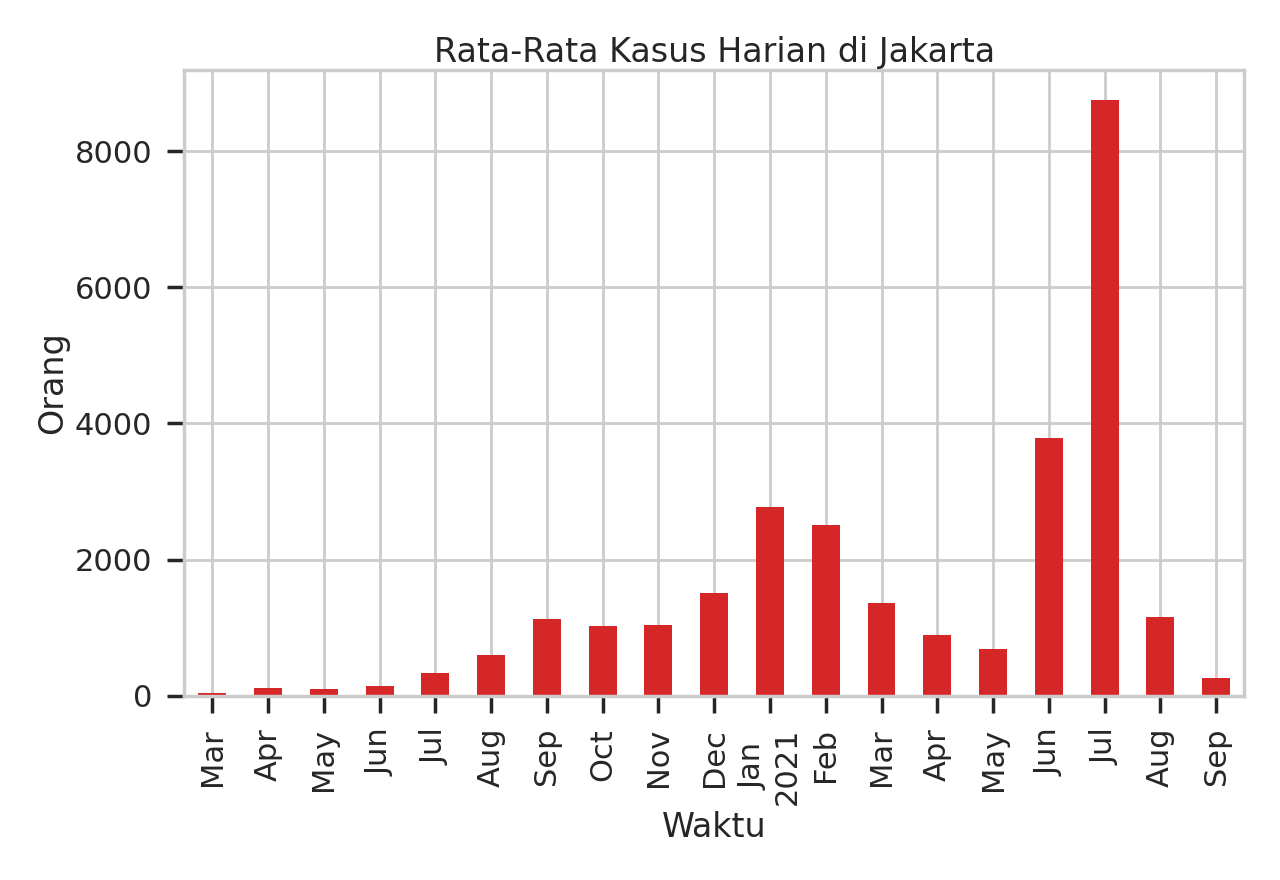 Rata-Rata Kasus Harian di Jakarta
8000
6000
4000
2000
0
Orang
Mar
Apr
May
Jun
Jul
Aug
Sep
Oct
Nov
Dec
Jan
2021
Feb
Mar
Apr
May
Jun
Jul
Aug
Sep
Waktu